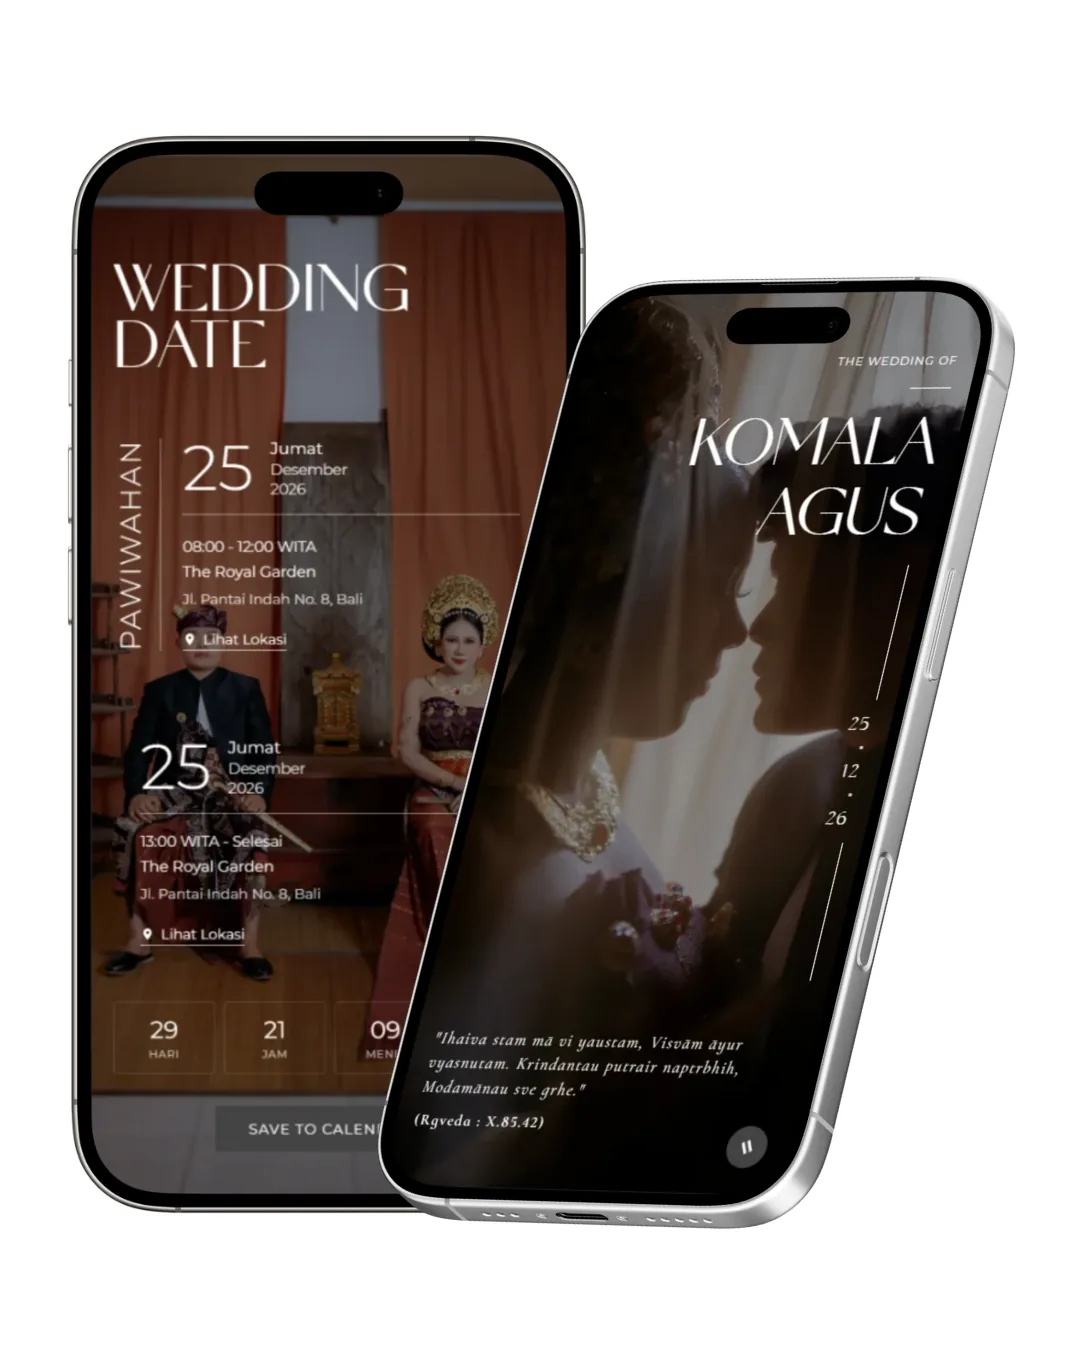 WEDDING
DATE
PAWIWAHAN
25
Jumat
Desember
2026
08:00 - 12:00 WITA
The Royal Garden
Jl. Pantai Indah No. 8, Bali
Lihat Lokasi
25
Jumat
Desember
2026
13:00 WITA - Selesai
The Royal Garden
Jl. Pantai Indah No. 8, Bali
Lihat Lokasi
29 21 09
HARI JAM
SAVE TO
THE WEDDING OF
KOMALA
AGUS
25
.
12
.
26
"Ihaiva stam mā vi yaustam, Visvām āyur
vyasnutam. Krindantau putrair naptrbhih,
Modamānau sve grhe."
(Rgveda : X.85.42)